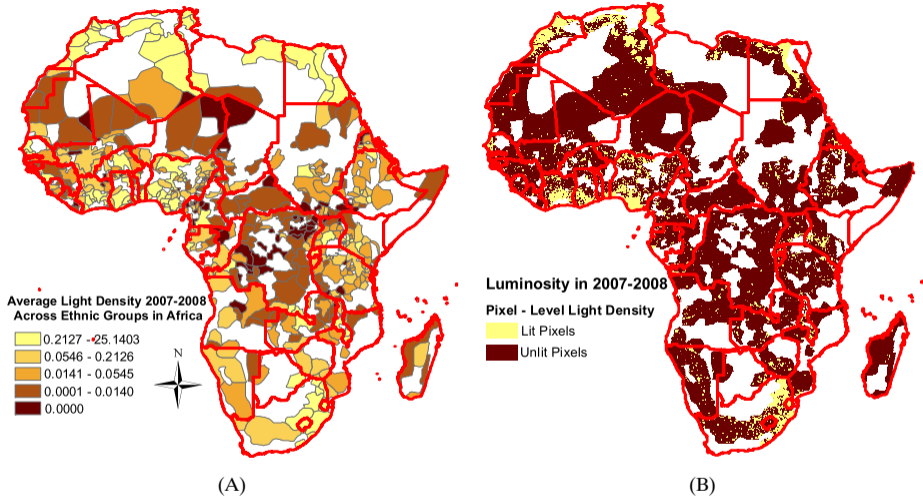 Average Light Density 2007-2008
Across Ethnic Groups in Africa
0.2127 - 25.1403
0.0546 - 0.2126
0.0141 - 0.0545
0.0001 - 0.0140
0.0000
N
(A)
Luminosity in 2007-2008
Pixel - Level Light Density
Lit Pixels
Unlit Pixels
(B)